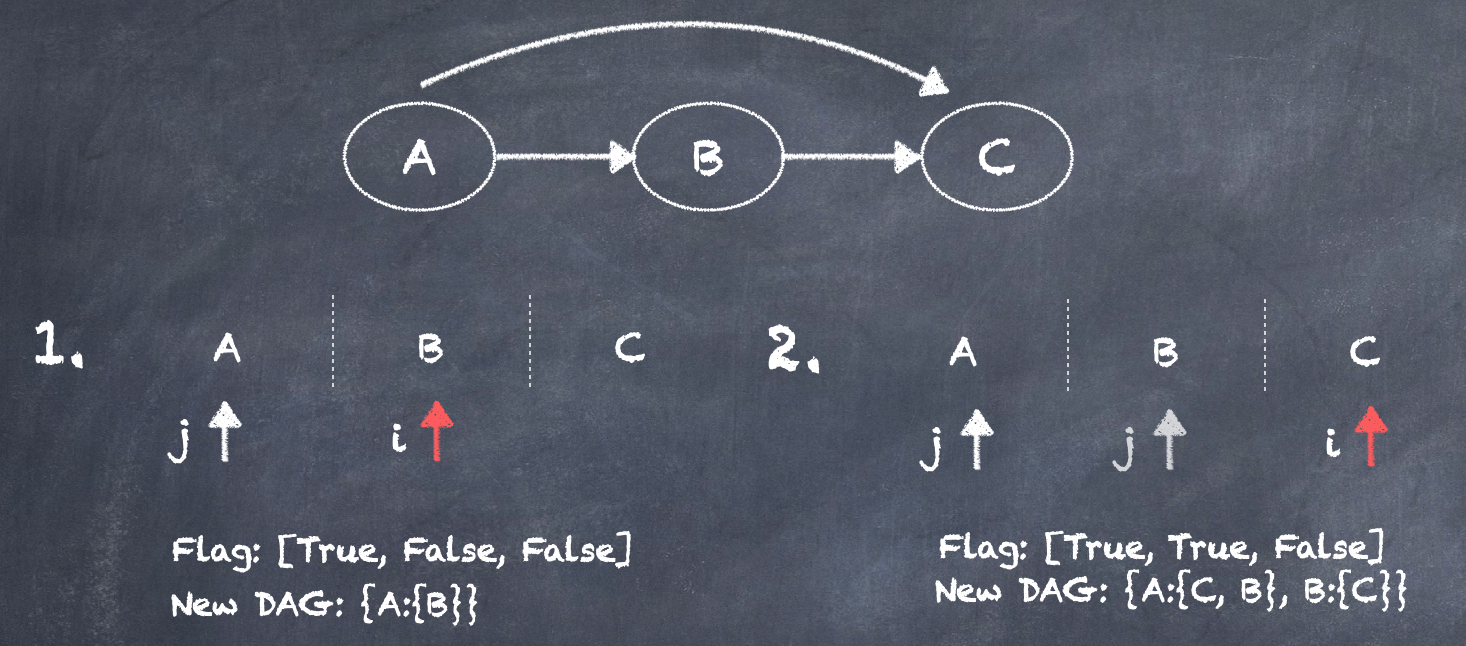 A B C
1. A B C
j i
Flag: [True, False, False]
New DAG: {A:{B}}
2. A B C
j j i
Flag: [True, True, False]
New DAG: {A:{C, B}, B:{C}}